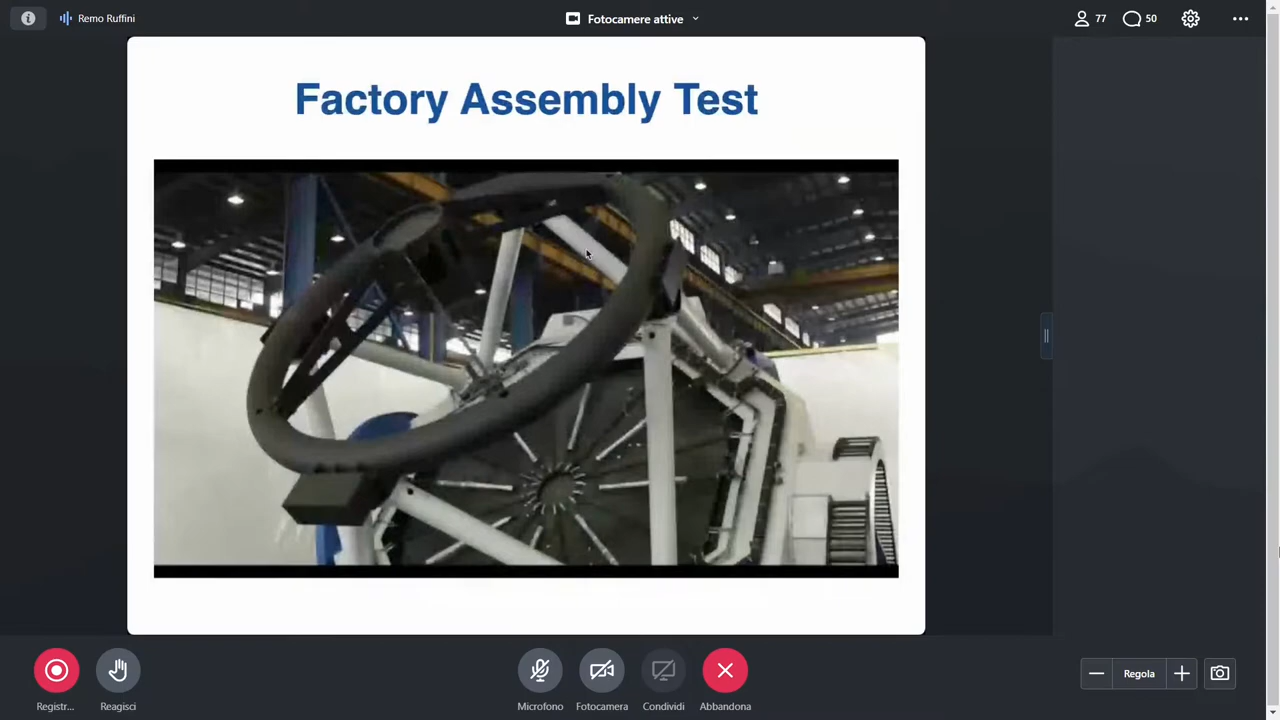 Remo Ruffini
Fotocamere attive
77
50
Factory Assembly Test
Registr...
Reagisci
Microfono
Fotocamera
Condividi
Abbandona
Regola